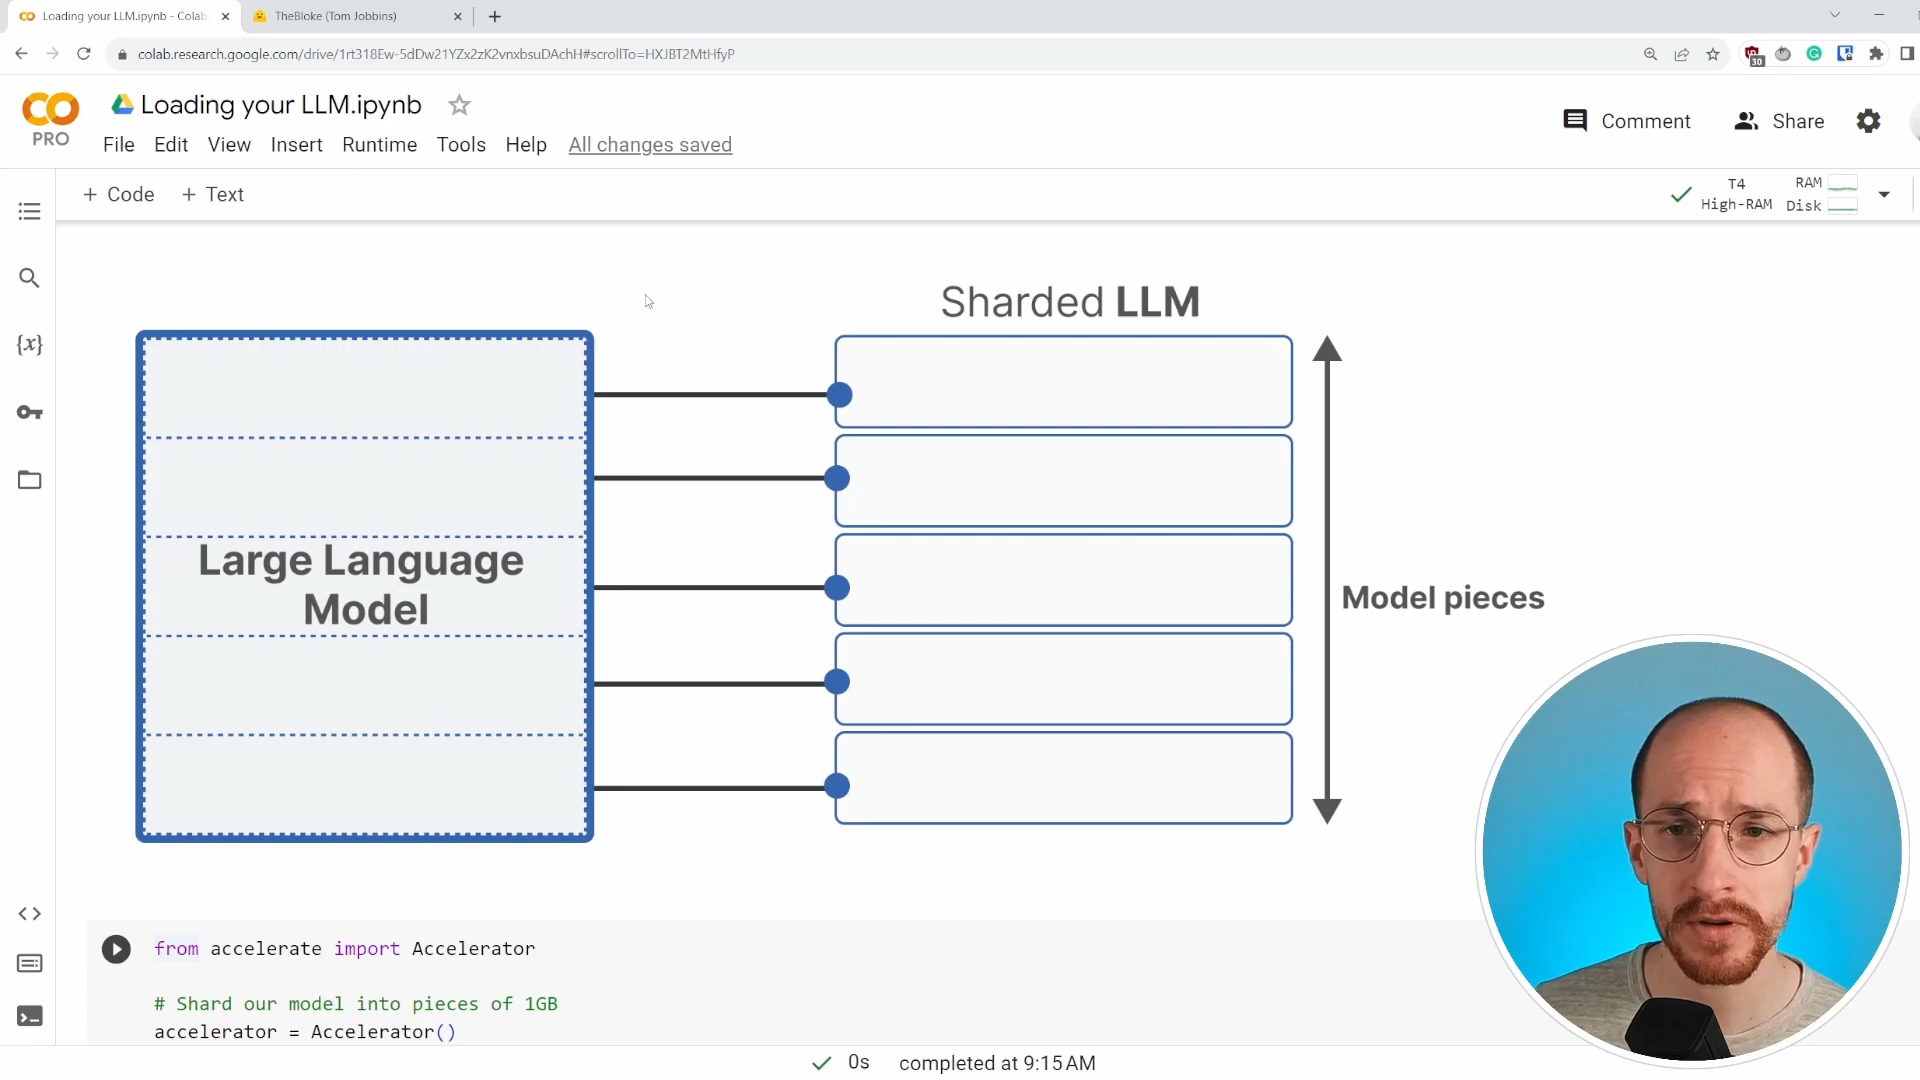 Loading your LLM.ipynb - Colab
TheBloke (Tom Jobbins)
colab.research.google.com/drive/1rt318Ew-5dDw21YZx2zK2vnxbsuDAchH#scrollTo=HXJBT2MtHfyP
30
PRO
Loading your LLM.ipynb
File Edit View Insert Runtime Tools Help All changes saved
Comment
Share
+ Code + Text
T4
High-RAM
RAM
Disk
{x}
Sharded LLM
Large Language
Model
Model pieces
from accelerate import Accelerator
# Shard our model into pieces of 1GB
accelerator = Accelerator()
0s completed at 9:15 AM